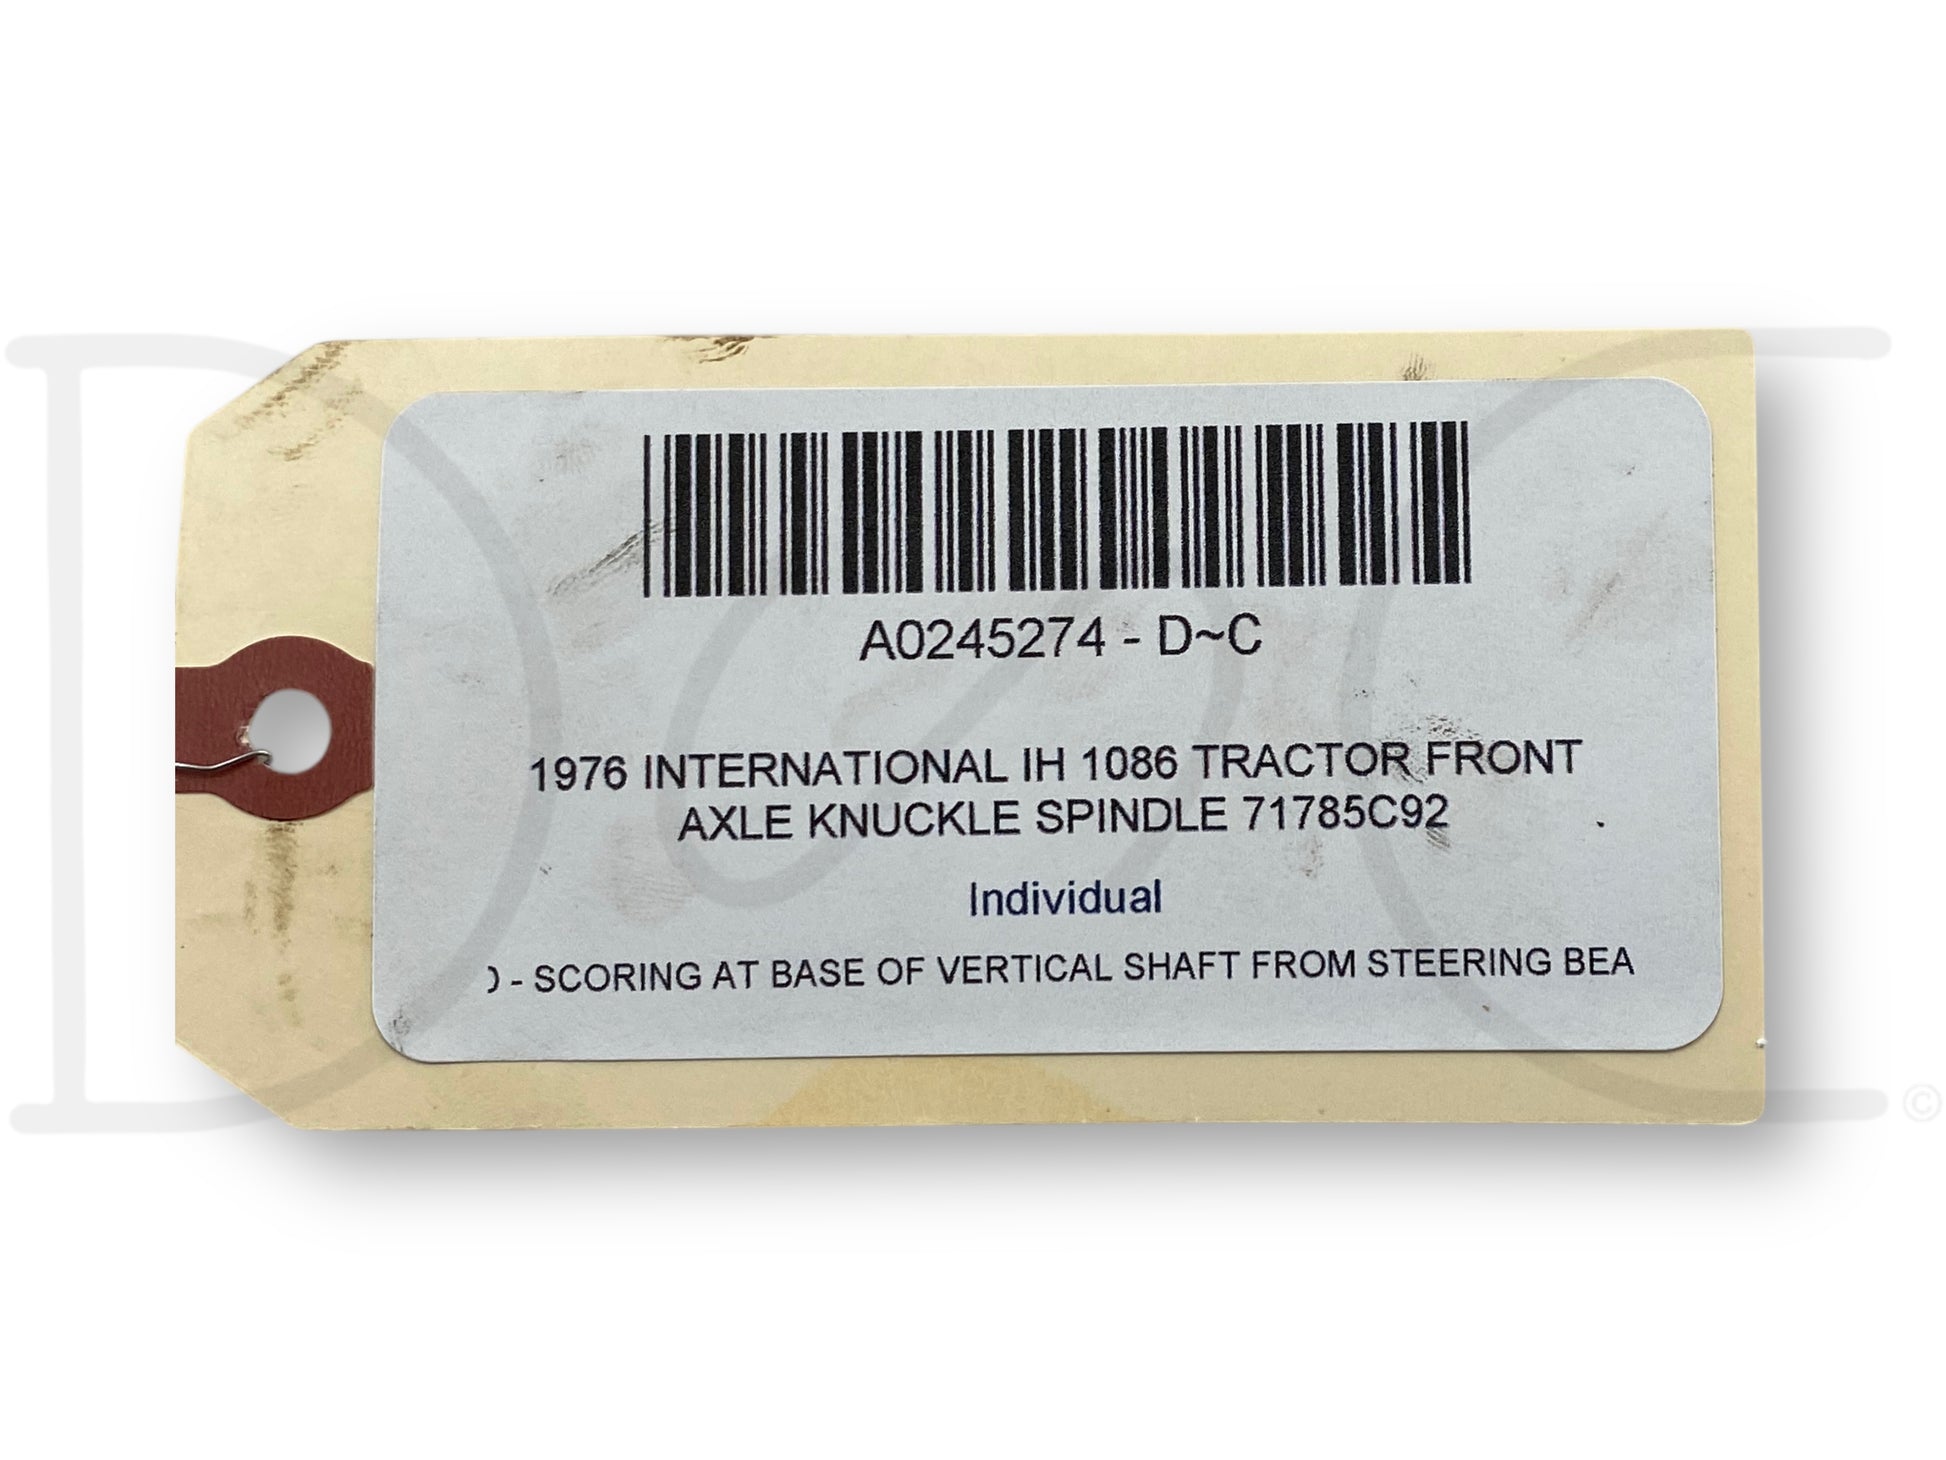 A0245274 - D~C
1976 INTERNATIONAL IH 1086 TRACTOR FRONT
AXLE KNUCKLE SPINDLE 71785C92
Individual
) - SCORING AT BASE OF VERTICAL SHAFT FROM STEERING BEA
D C
©